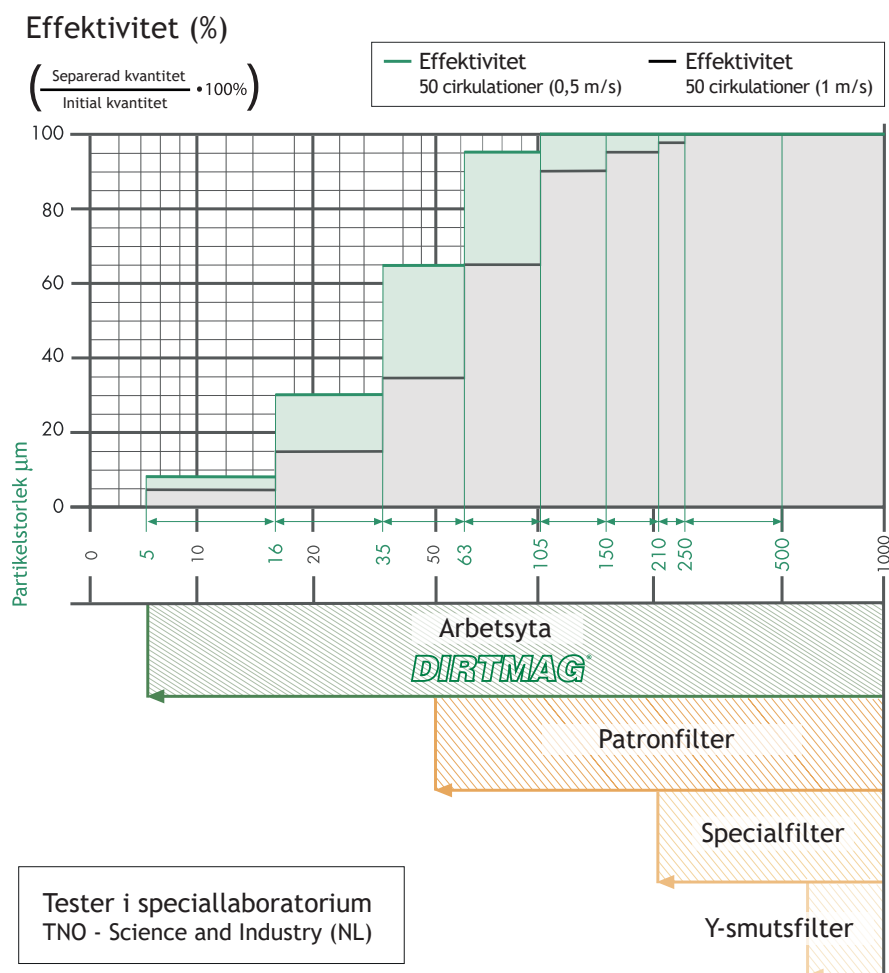 Effektivitet (%)
( Separerad kvantitet
Initial kvantitet • 100% )
Effektivitet
50 cirkulationer (0,5 m/s)
Effektivitet
50 cirkulationer (1 m/s)
100
80
60
40
20
0
Partikelstorlek µm
0 5 10 16 20 35 50 63 105 150 210 250 500 1000
Arbetsyta
DIRTMAG®
Patronfilter
Specialfilter
Y-smutsfilter
Tester i speciallaboratorium
TNO - Science and Industry (NL)